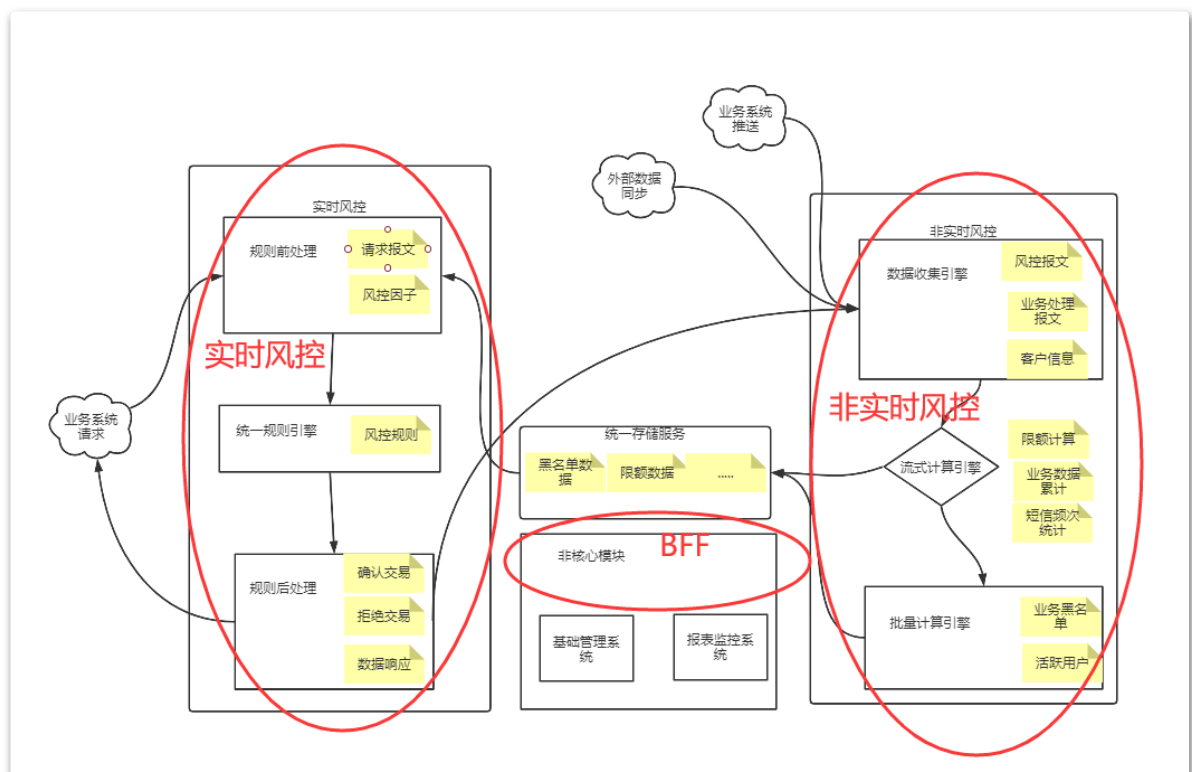 业务系统
推送
外部数据
同步
实时风控
规则前处理
请求报文
风控因子
实时风控
业务系统
请求
统一规则引擎
风控规则
规则后处理
确认交易
拒绝交易
数据响应
统一存储服务
黑名单数
据
限额数据
.....
BFF
非核心模块
基础管理系
统
报表监控系
统
非实时风控
数据收集引擎
风控报文
业务处理
报文
客户信息
非实时风控
流式计算引擎
限额计算
业务数据
累计
短信频次
统计
批量计算引擎
业务黑名
单
活跃用户